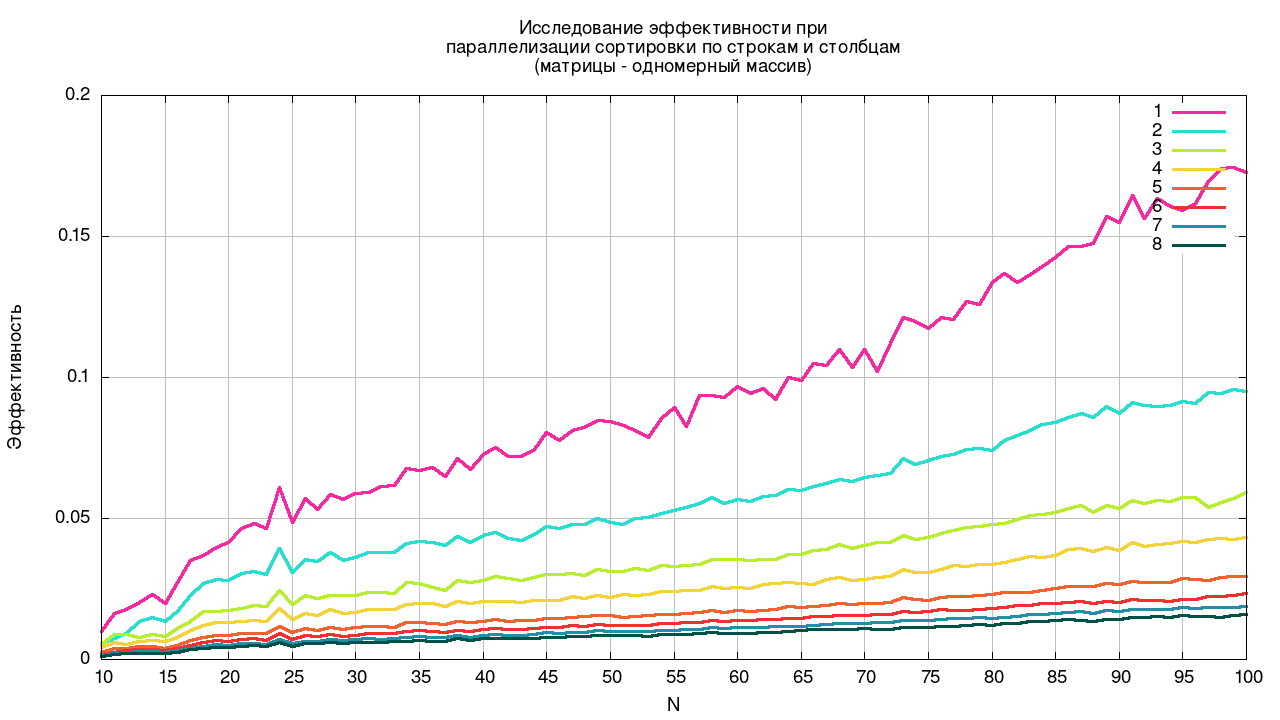 Исследование эффективности при
параллелизации сортировки по строкам и столбцам
(матрицы - одномерный массив)
0.2
0.15
0.1
0.05
0
Эффективность
1
2
3
4
5
6
7
8
10 15 20 25 30 35 40 45 50 55 60 65 70 75 80 85 90 95 100
N